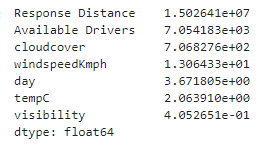 Response Distance 1.502641e+07
Available Drivers 7.054183e+03
cloudcover 7.068276e+02
windspeedKmph 1.306433e+01
day 3.671805e+00
tempC 2.063910e+00
visibility 4.052651e-01
dtype: float64